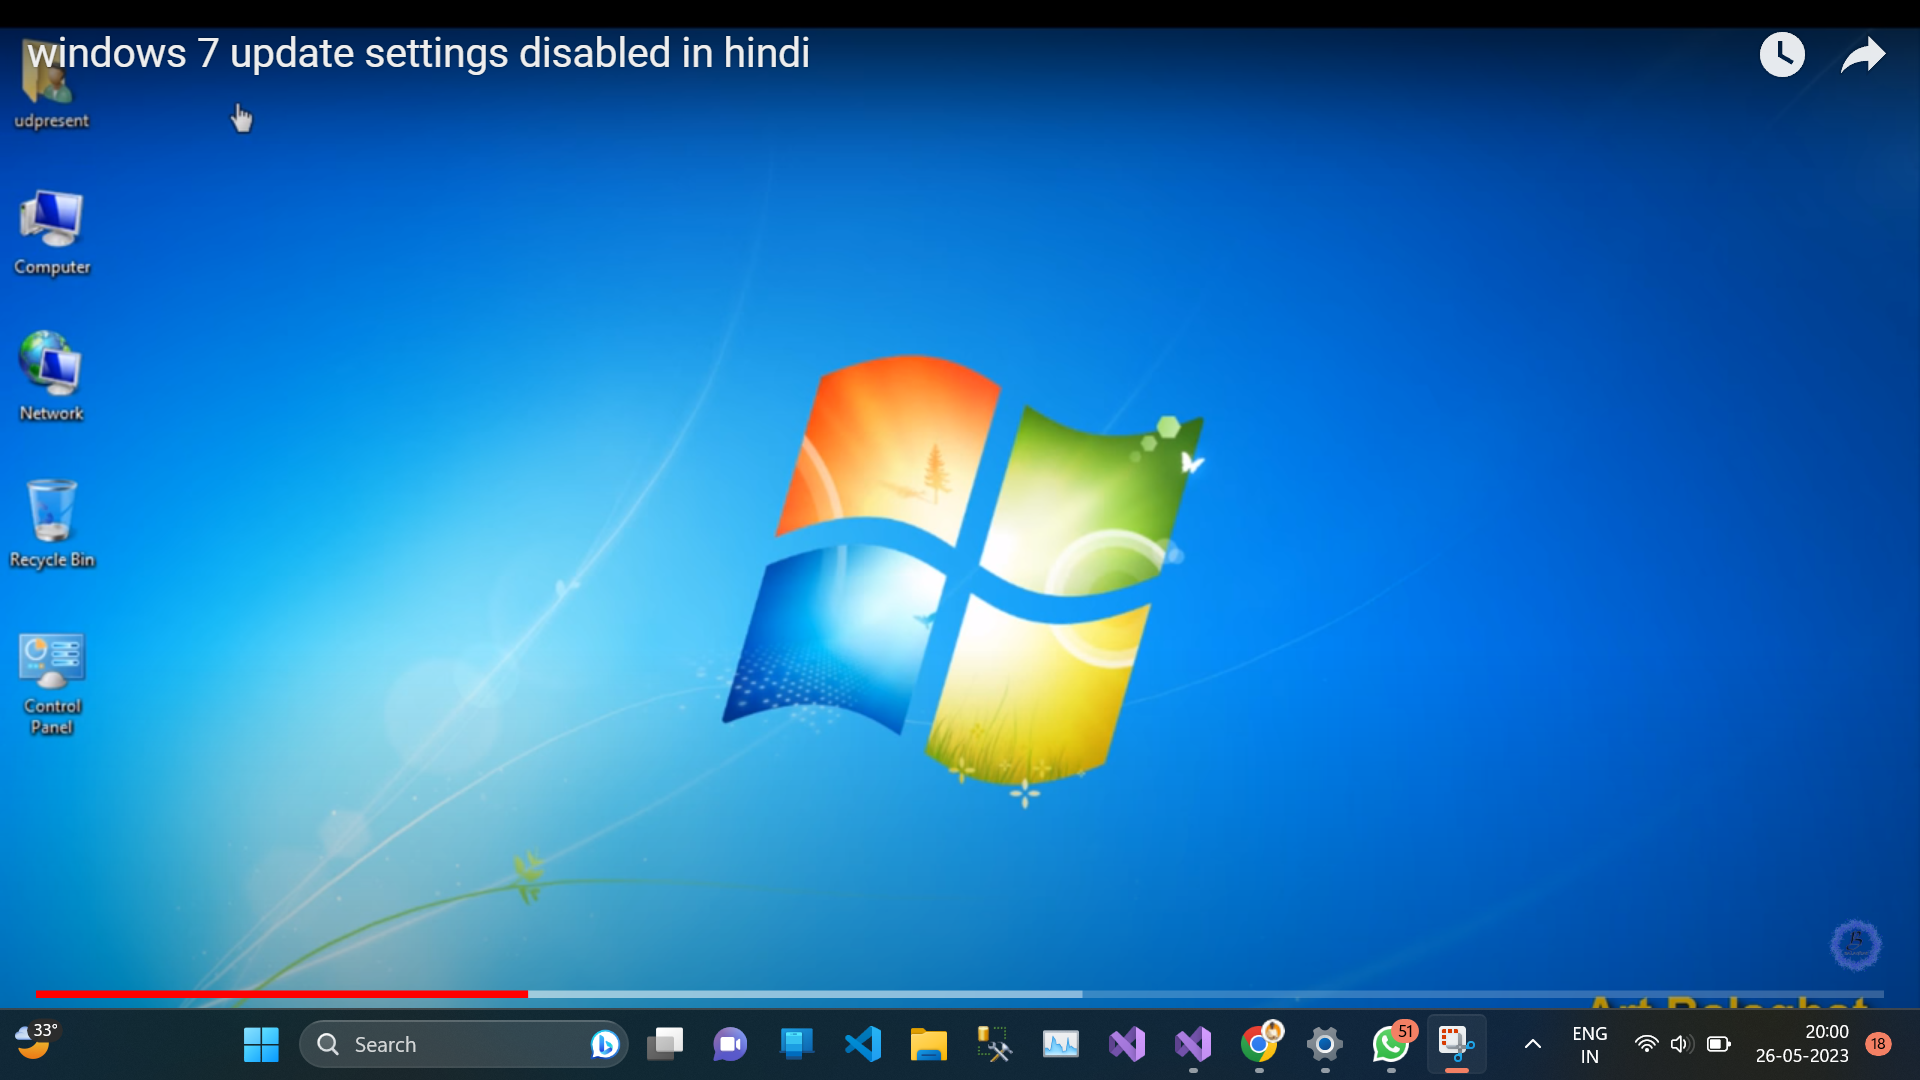 windows 7 update settings disabled in hindi
udpresent
Computer
Network
Recycle Bin
Control
Panel
33°
Search
51
ENG
IN
20:00
26-05-2023
18